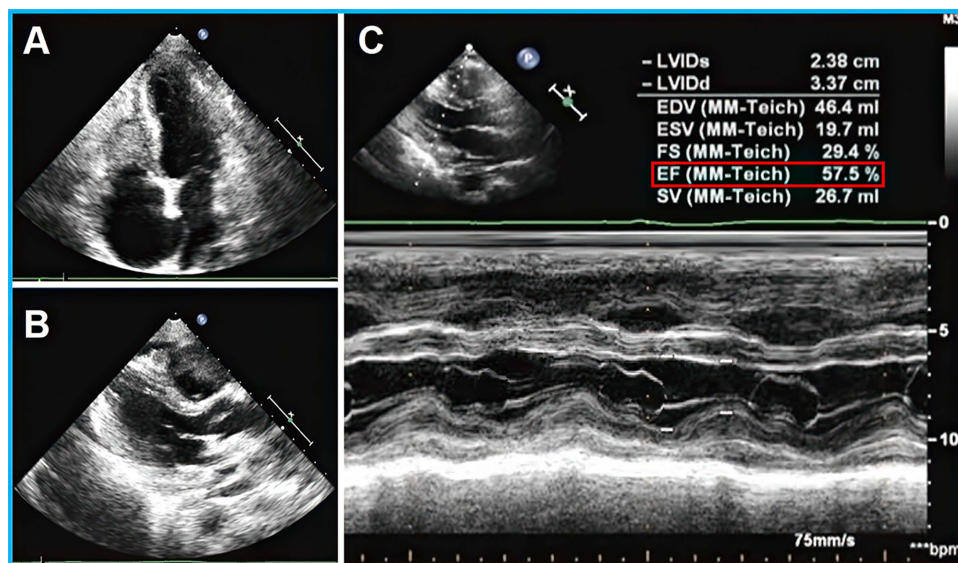 A
B
C
P
P
P
– LVIDs 2.38 cm
– LVIDd 3.37 cm
EDV (MM-Teich) 46.4 ml
ESV (MM-Teich) 19.7 ml
FS (MM-Teich) 29.4 %
EF (MM-Teich) 57.5 %
SV (MM-Teich) 26.7 ml
0
5
10
75mm/s
***bpm